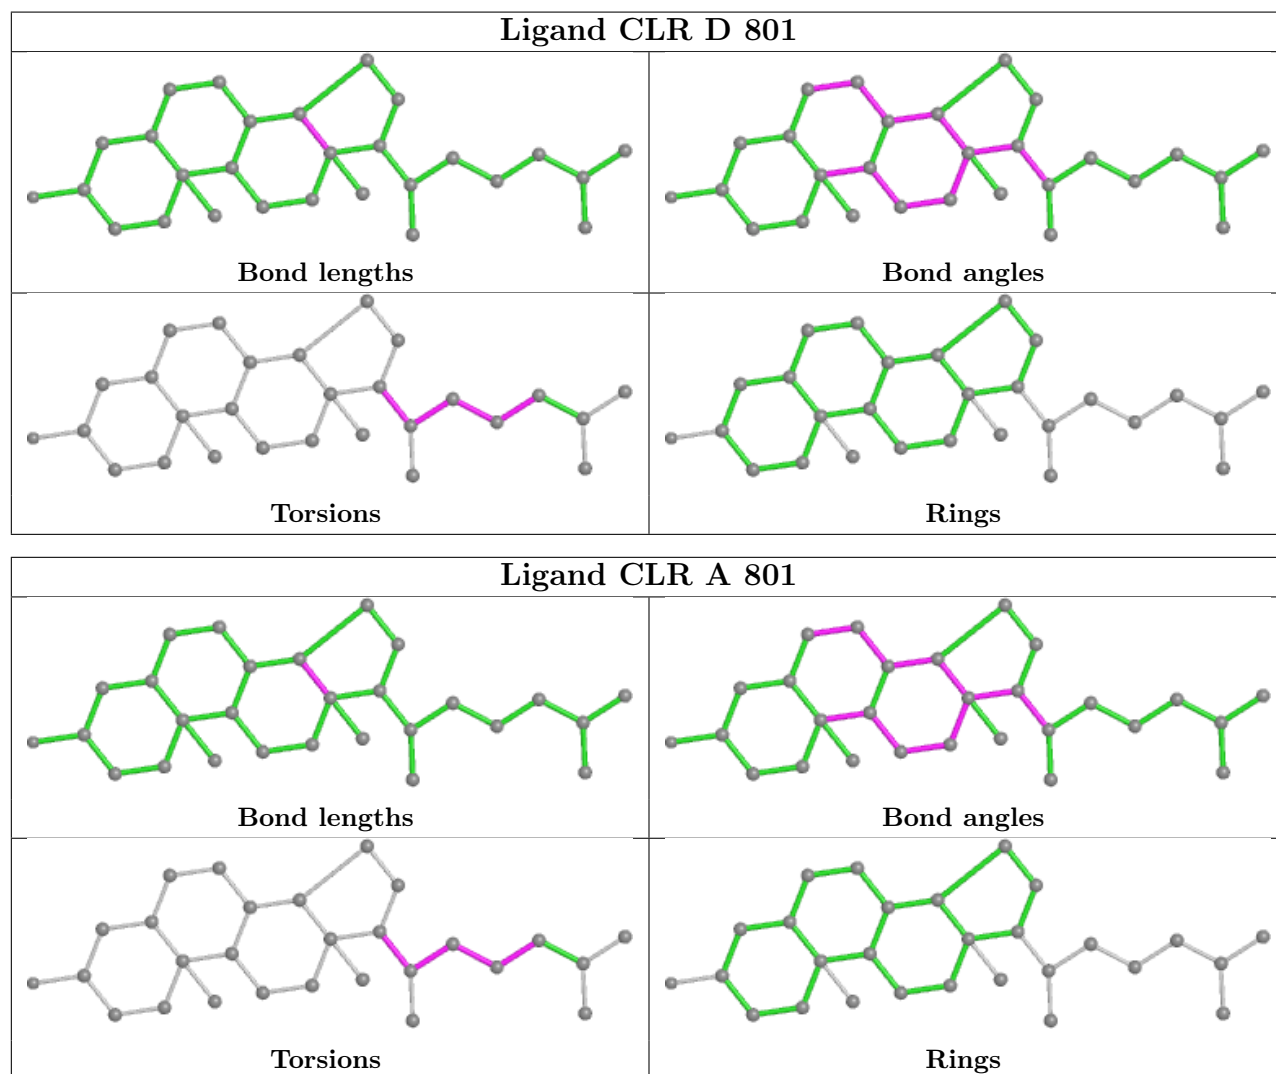 Ligand CLR D 801
Bond lengths
Bond angles
Torsions
Rings
Ligand CLR A 801
Bond lengths
Bond angles
Torsions
Rings